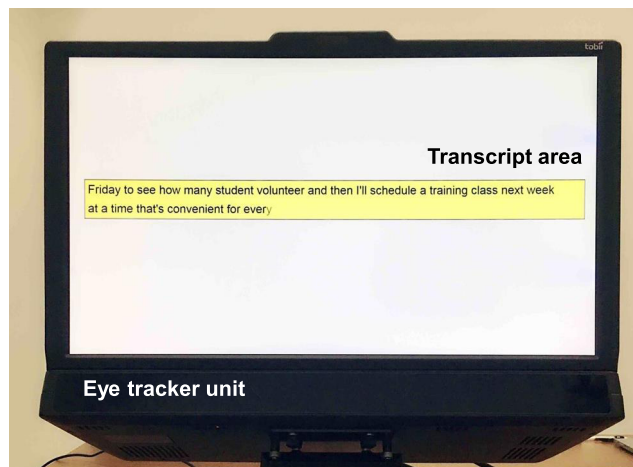 tobii
Transcript area
Friday to see how many student volunteer and then I'll schedule a training class next week
at a time that's convenient for every
Eye tracker unit